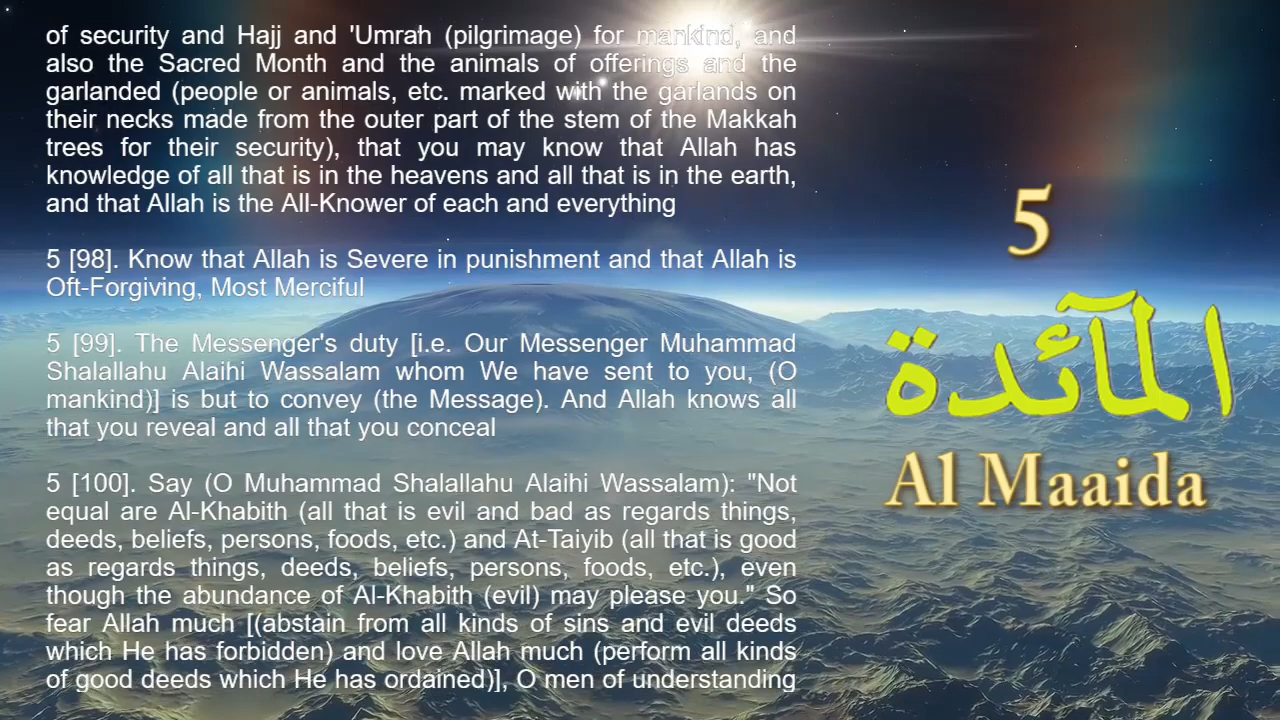 of security and Hajj and 'Umrah (pilgrimage) for mankind, and
also the Sacred Month and the animals of offerings and the
garlanded (people or animals, etc. marked with the garlands on
their necks made from the outer part of the stem of the Makkah
trees for their security), that you may know that Allah has
knowledge of all that is in the heavens and all that is in the earth,
and that Allah is the All-Knower of each and everything
5 [98]. Know that Allah is Severe in punishment and that Allah is
Oft-Forgiving, Most Merciful
5 [99]. The Messenger's duty [i.e. Our Messenger Muhammad
Shalallahu Alaihi Wassalam whom We have sent to you, (O
mankind)] is but to convey (the Message). And Allah knows all
that you reveal and all that you conceal
5 [100]. Say (O Muhammad Shalallahu Alaihi Wassalam): "Not
equal are Al-Khabith (all that is evil and bad as regards things,
deeds, beliefs, persons, foods, etc.) and At-Taiyib (all that is good
as regards things, deeds, beliefs, persons, foods, etc.), even
though the abundance of Al-Khabith (evil) may please you." So
fear Allah much [(abstain from all kinds of sins and evil deeds
which He has forbidden) and love Allah much (perform all kinds
of good deeds which He has ordained)], O men of understanding
5
المآئدة
Al Maaida